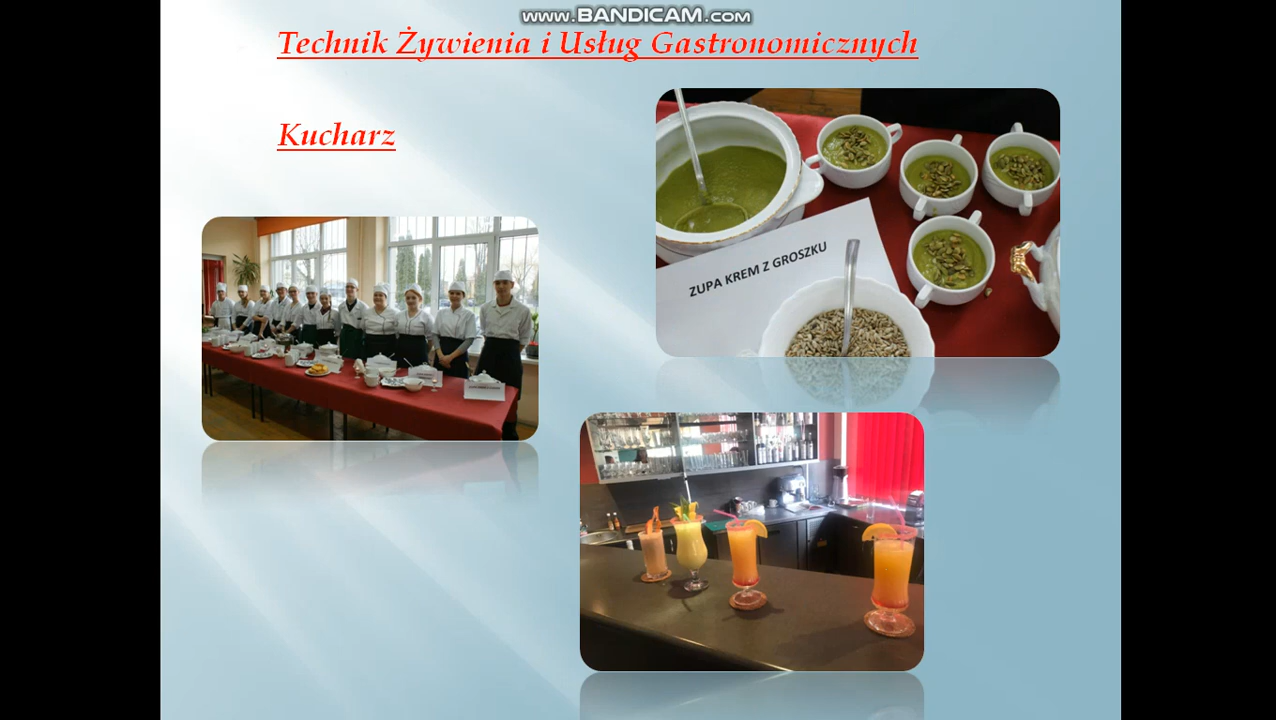 www.BANDICAM.com
Technik Żywienia i Usług Gastronomicznych
Kucharz
ZUPA KREM Z GROSZKU